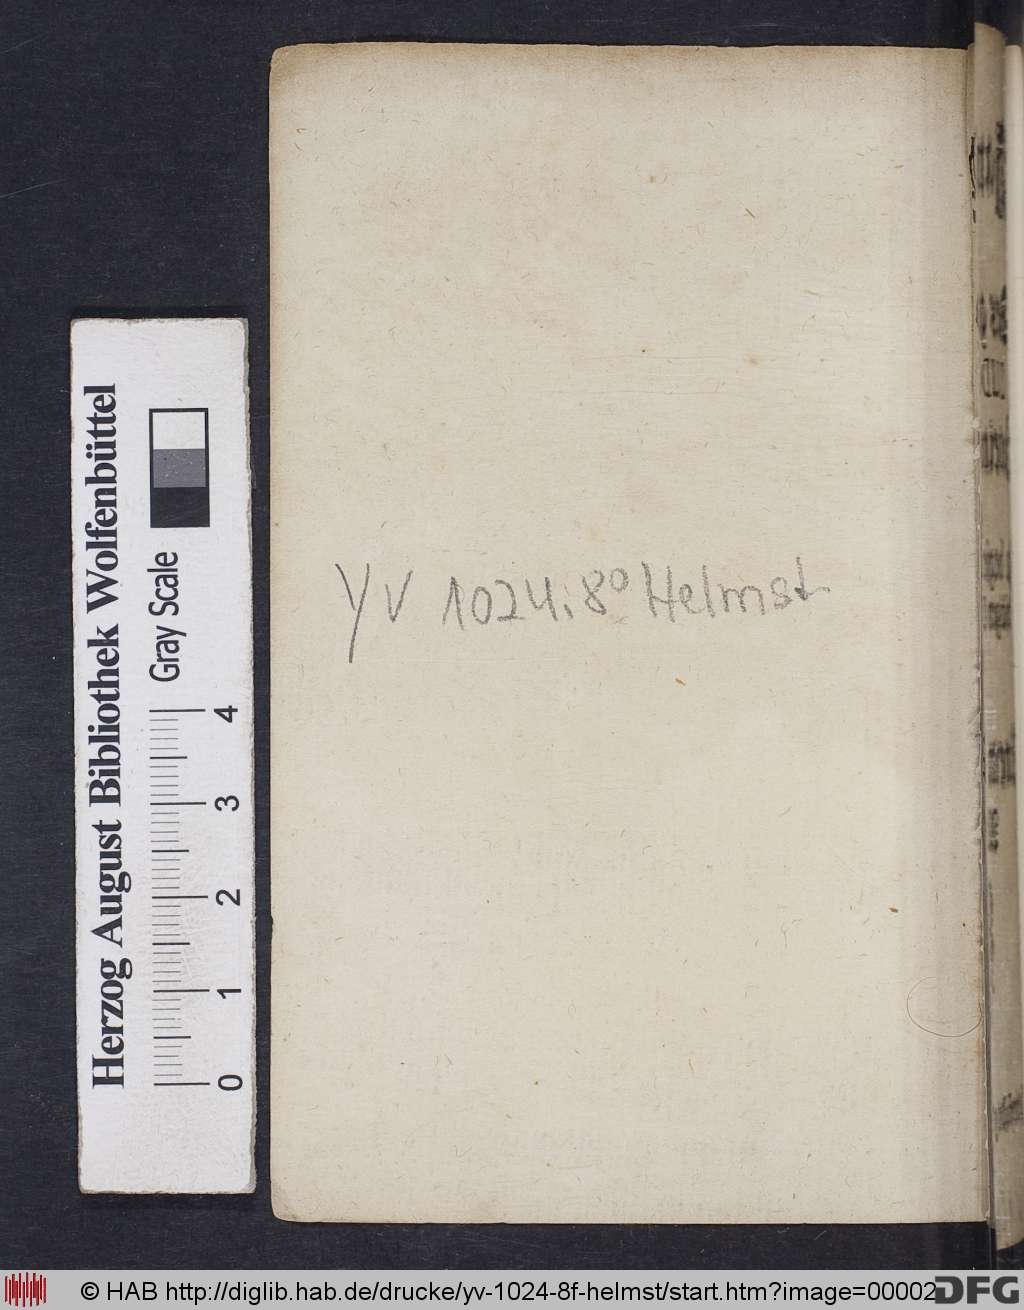 YV 1024.8° Helmst
Herzog August Bibliothek Wolfenbüttel
Gray Scale
0 1 2 3 4
© HAB http://diglib.hab.de/drucke/yv-1024-8f-helmst/start.htm?image=00002
DFG